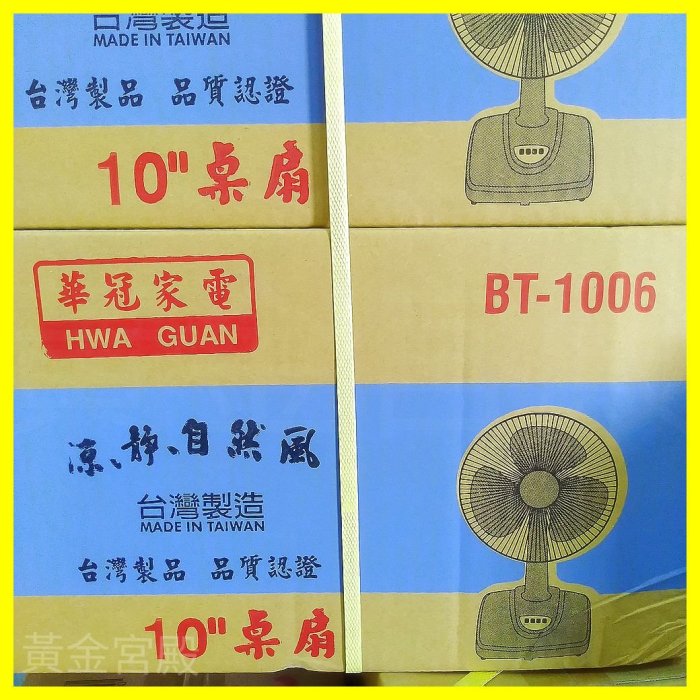 台灣製造
MADE IN TAIWAN
台灣製品 品質認證
10"桌扇
華冠家電
HWA GUAN
BT-1006
涼、靜、自然風
台灣製造
MADE IN TAIWAN
台灣製品 品質認證
10"桌扇
黃金宮殿